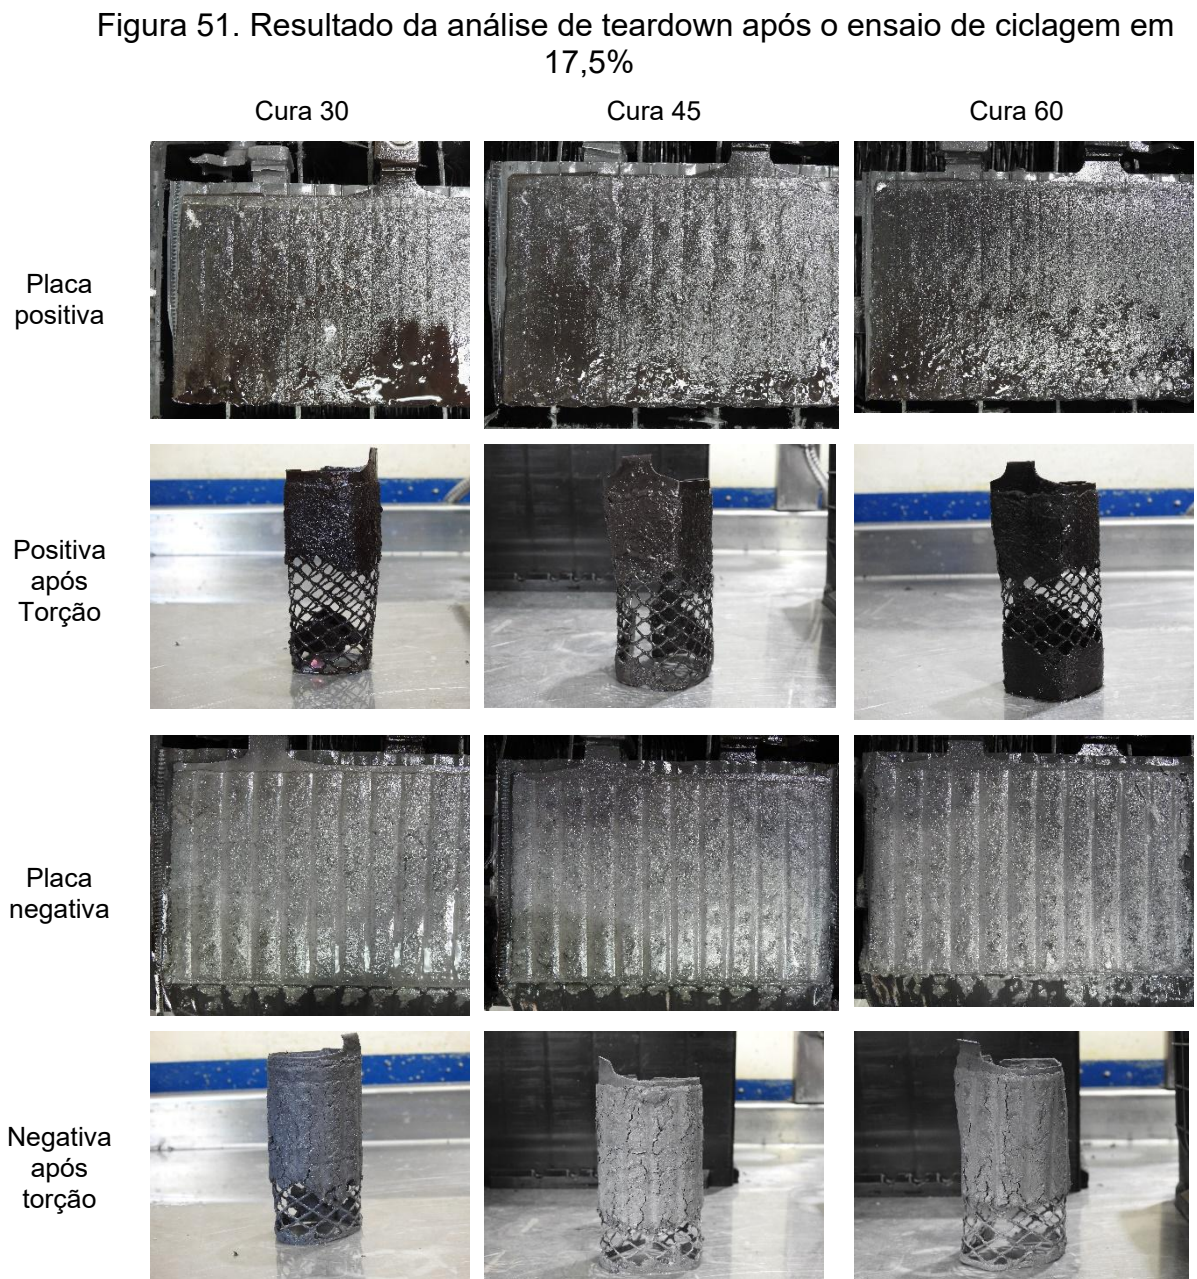 Figura 51. Resultado da análise de teardown após o ensaio de ciclagem em
17,5%
Cura 30
Cura 45
Cura 60
Placa
positiva
Positiva
após
Torção
Placa
negativa
Negativa
após
torção